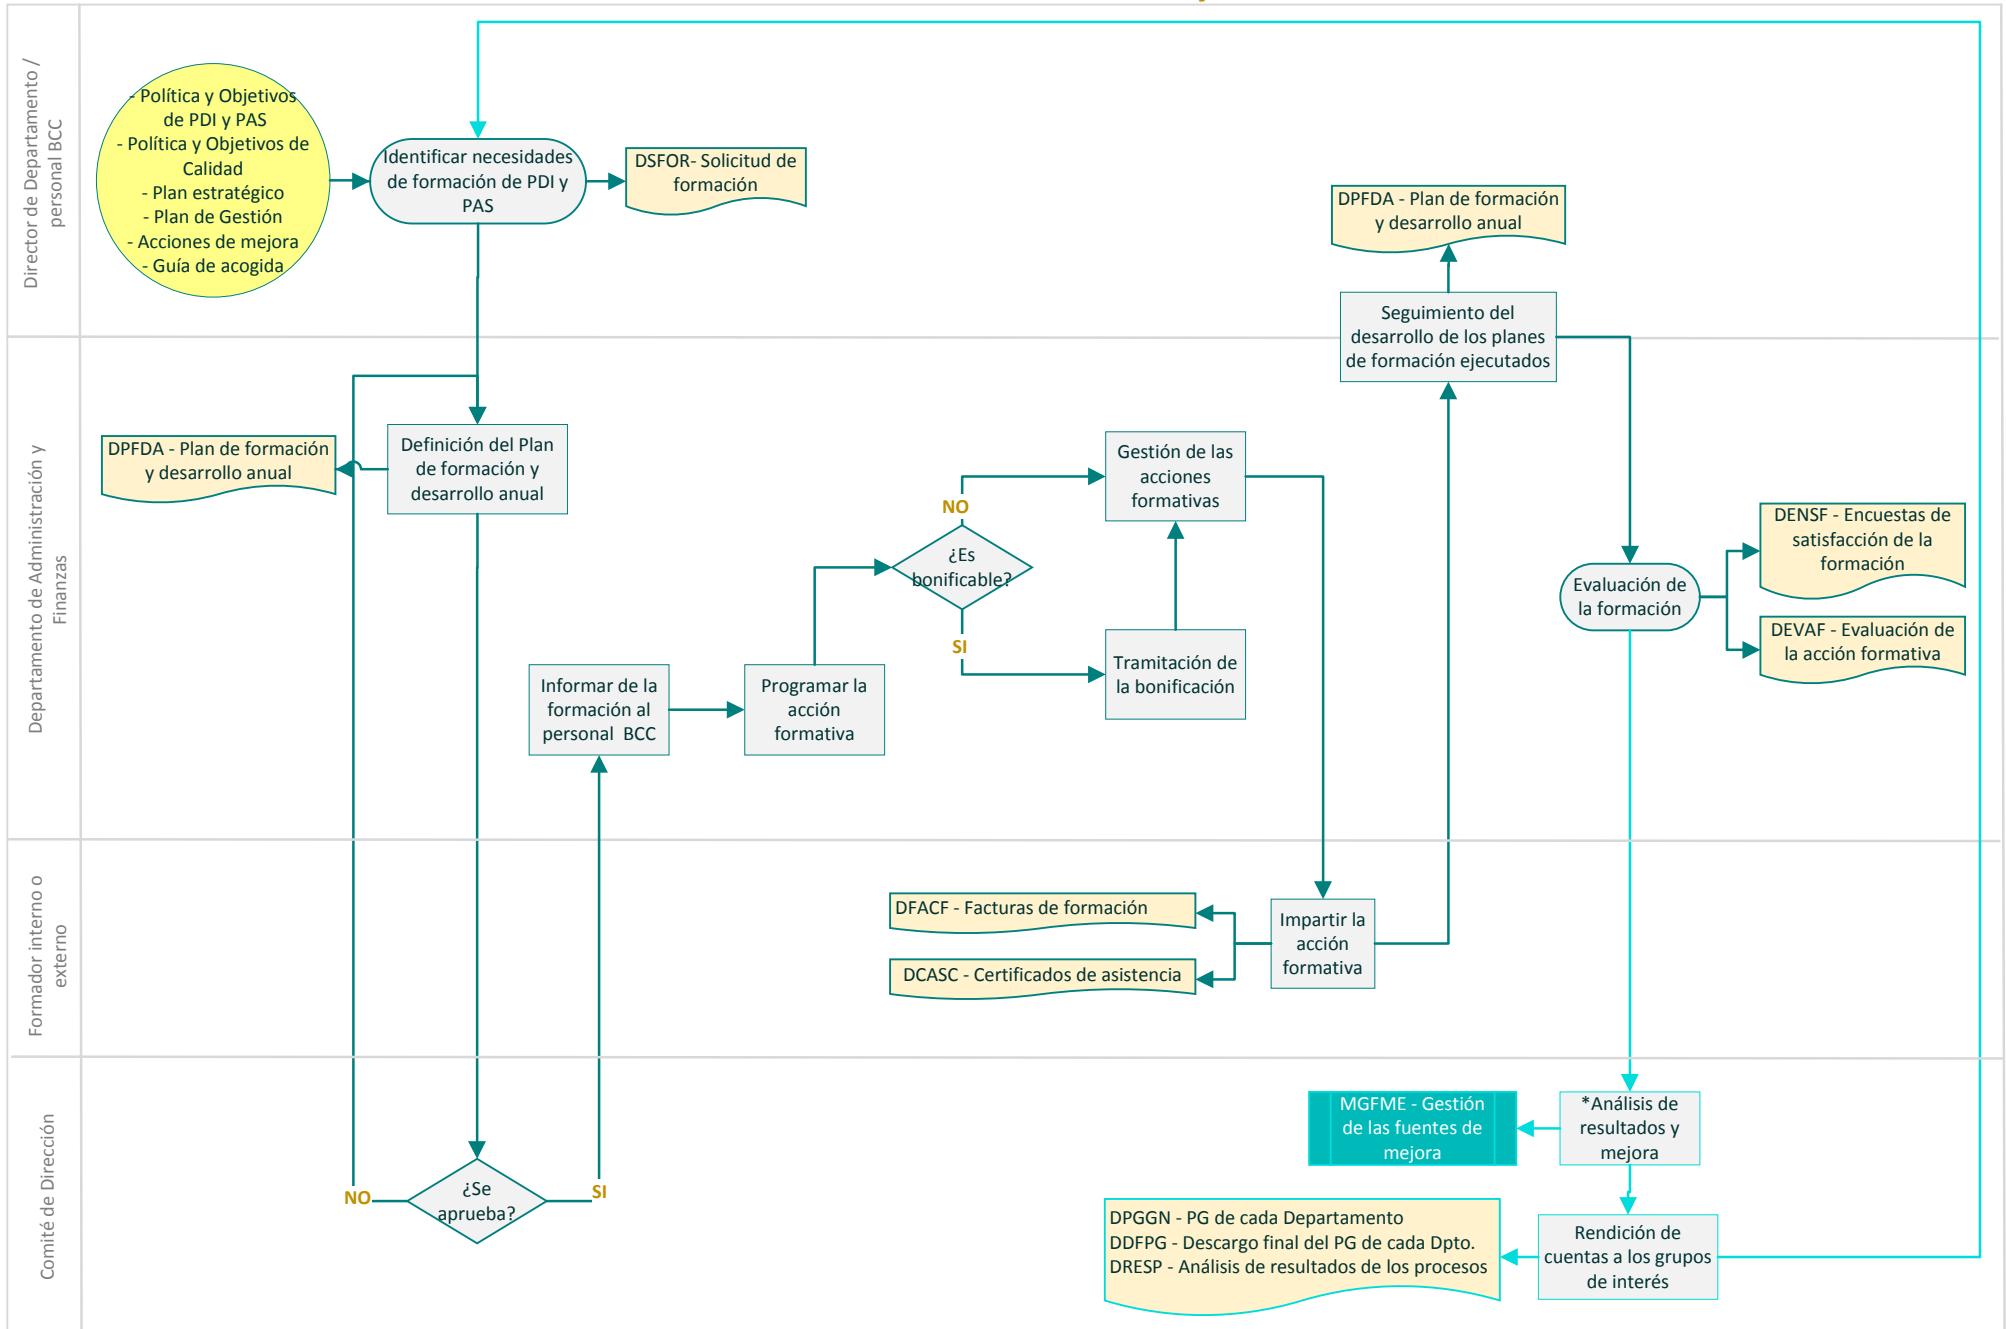 Director de Departamento /
personal BCC
- Política y Objetivos
de PDI y PAS
- Política y Objetivos de
Calidad
- Plan estratégico
- Plan de Gestión
- Acciones de mejora
- Guía de acogida
Identificar necesidades
de formación de PDI y
PAS
DSFOR- Solicitud de
formación
DPFDA - Plan de formación
y desarrollo anual
Seguimiento del
desarrollo de los planes
de formación ejecutados
Departamento de Administración y
Finanzas
DPFDA - Plan de formación
y desarrollo anual
Definición del Plan
de formación y
desarrollo anual
Informar de la
formación al
personal BCC
Programar la
acción
formativa
¿Es
bonificable?
NO
SI
Gestión de las
acciones
formativas
Tramitación de
la bonificación
Evaluación de
la formación
DENSF - Encuestas de
satisfacción de la
formación
DEVAF - Evaluación de
la acción formativa
Formador interno o
externo
DFACF - Facturas de formación
DCASC - Certificados de asistencia
Impartir la
acción
formativa
Comité de Dirección
NO
¿Se
aprueba?
SI
MGFME - Gestión
de las fuentes de
mejora
*Análisis de
resultados y
mejora
DPGGN - PG de cada Departamento
DDFPG - Descargo final del PG de cada Dpto.
DRESP - Análisis de resultados de los procesos
Rendición de
cuentas a los grupos
de interés